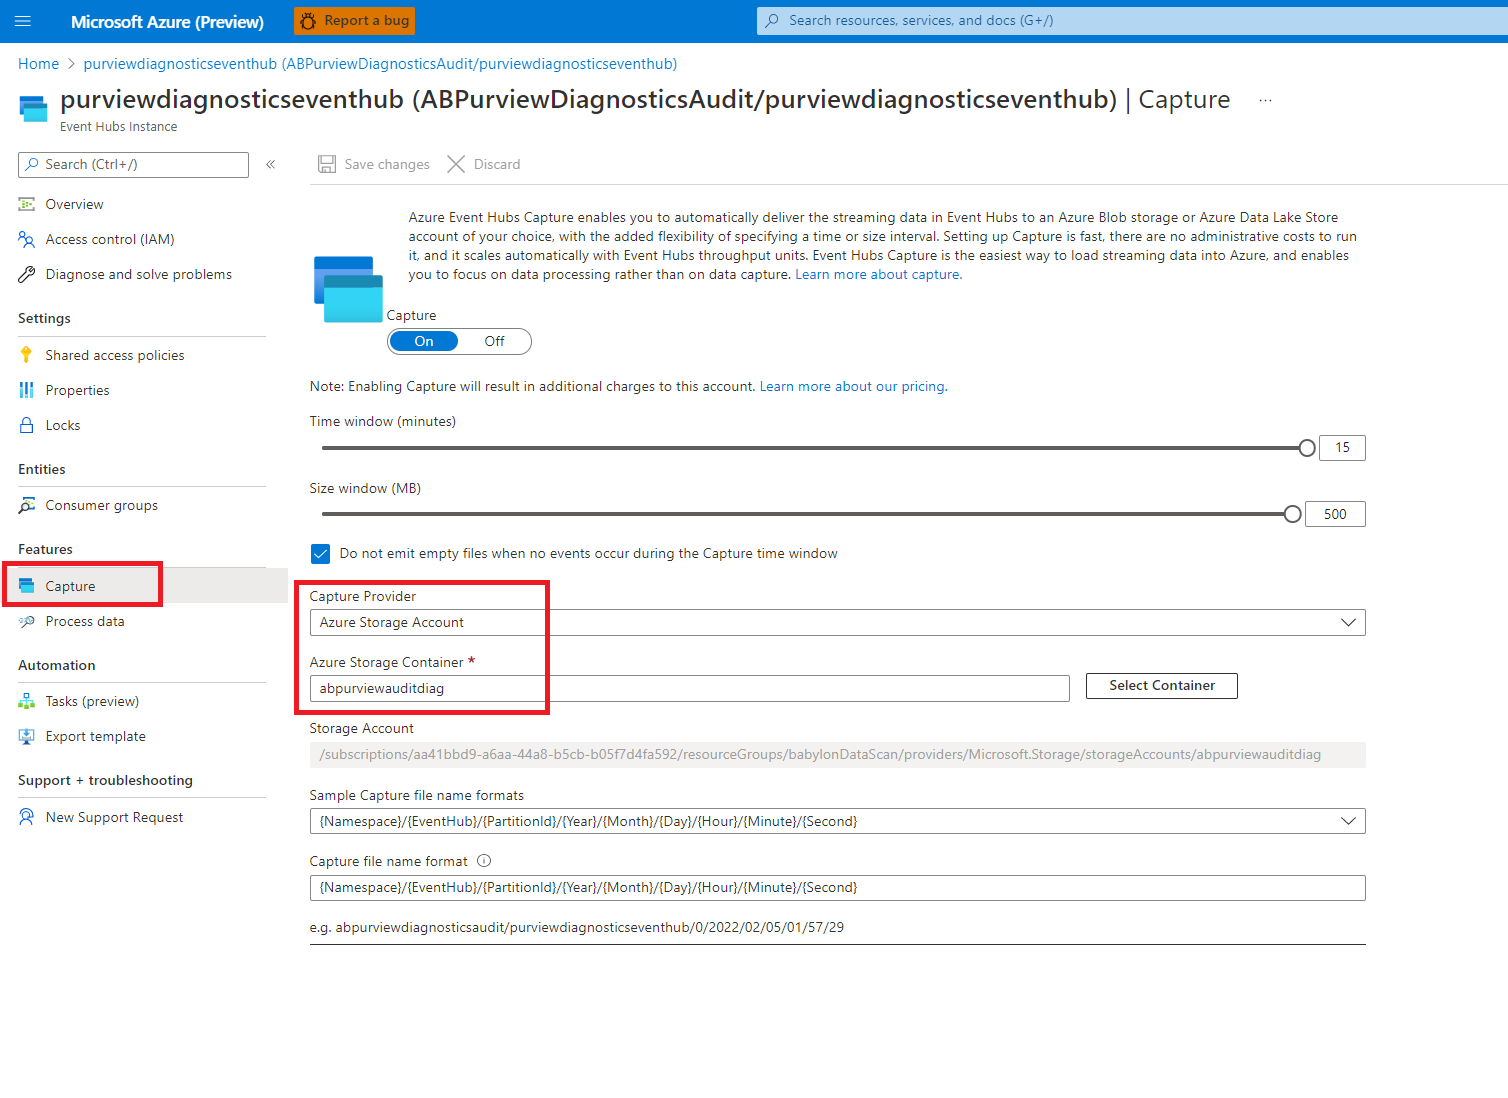 Microsoft Azure (Preview)
Report a bug
Search resources, services, and docs (G+/)
Home > purviewdiagnosticseventhub (ABPurviewDiagnosticsAudit/purviewdiagnosticseventhub)
purviewdiagnosticseventhub (ABPurviewDiagnosticsAudit/purviewdiagnosticseventhub) | Capture ...
Event Hubs Instance
Search (Ctrl+/)
«
Overview
Access control (IAM)
Diagnose and solve problems
Settings
Shared access policies
Properties
Locks
Entities
Consumer groups
Features
Capture
Process data
Automation
Tasks (preview)
Export template
Support + troubleshooting
New Support Request
Save changes
Discard
Azure Event Hubs Capture enables you to automatically deliver the streaming data in Event Hubs to an Azure Blob storage or Azure Data Lake Store
account of your choice, with the added flexibility of specifying a time or size interval. Setting up Capture is fast, there are no administrative costs to run
it, and it scales automatically with Event Hubs throughput units. Event Hubs Capture is the easiest way to load streaming data into Azure, and enables
you to focus on data processing rather than on data capture. Learn more about capture.
Capture
On Off
Note: Enabling Capture will result in additional charges to this account. Learn more about our pricing.
Time window (minutes)
15
Size window (MB)
500
Do not emit empty files when no events occur during the Capture time window
Capture Provider
Azure Storage Account
Azure Storage Container *
abpurviewauditdiag
Select Container
Storage Account
/subscriptions/aa41bbd9-a6aa-44a8-b5cb-b05f7d4fa592/resourceGroups/babylonDataScan/providers/Microsoft.Storage/storageAccounts/abpurviewauditdiag
Sample Capture file name formats
{Namespace}/{EventHub}/{PartitionId}/{Year}/{Month}/{Day}/{Hour}/{Minute}/{Second}
Capture file name format
{Namespace}/{EventHub}/{PartitionId}/{Year}/{Month}/{Day}/{Hour}/{Minute}/{Second}
e.g. abpurviewdiagnosticsaudit/purviewdiagnosticseventhub/0/2022/02/05/01/57/29